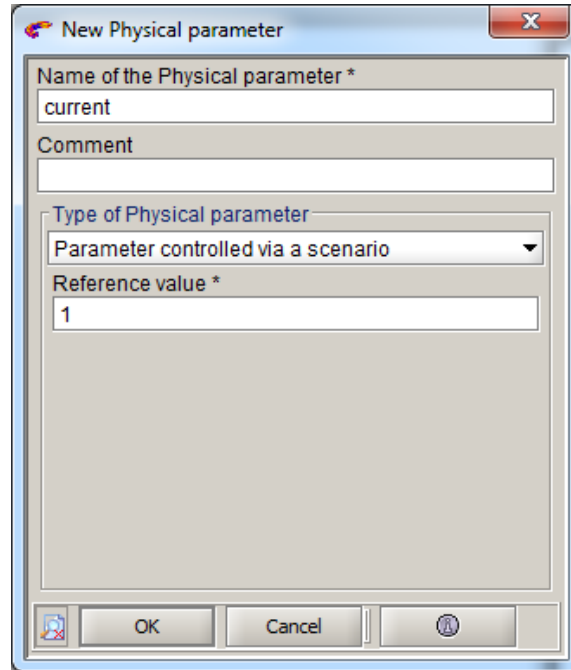 New Physical parameter
Name of the Physical parameter *
current
Comment
Type of Physical parameter
Parameter controlled via a scenario
Reference value *
1
OK Cancel